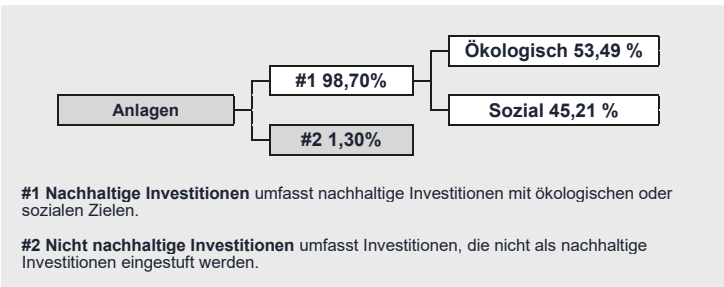 Ökologisch 53,49 %
#1 98,70%
Anlagen
Sozial 45,21 %
#2 1,30%
#1 Nachhaltige Investitionen umfasst nachhaltige Investitionen mit ökologischen oder
sozialen Zielen.
#2 Nicht nachhaltige Investitionen umfasst Investitionen, die nicht als nachhaltige
Investitionen eingestuft werden.